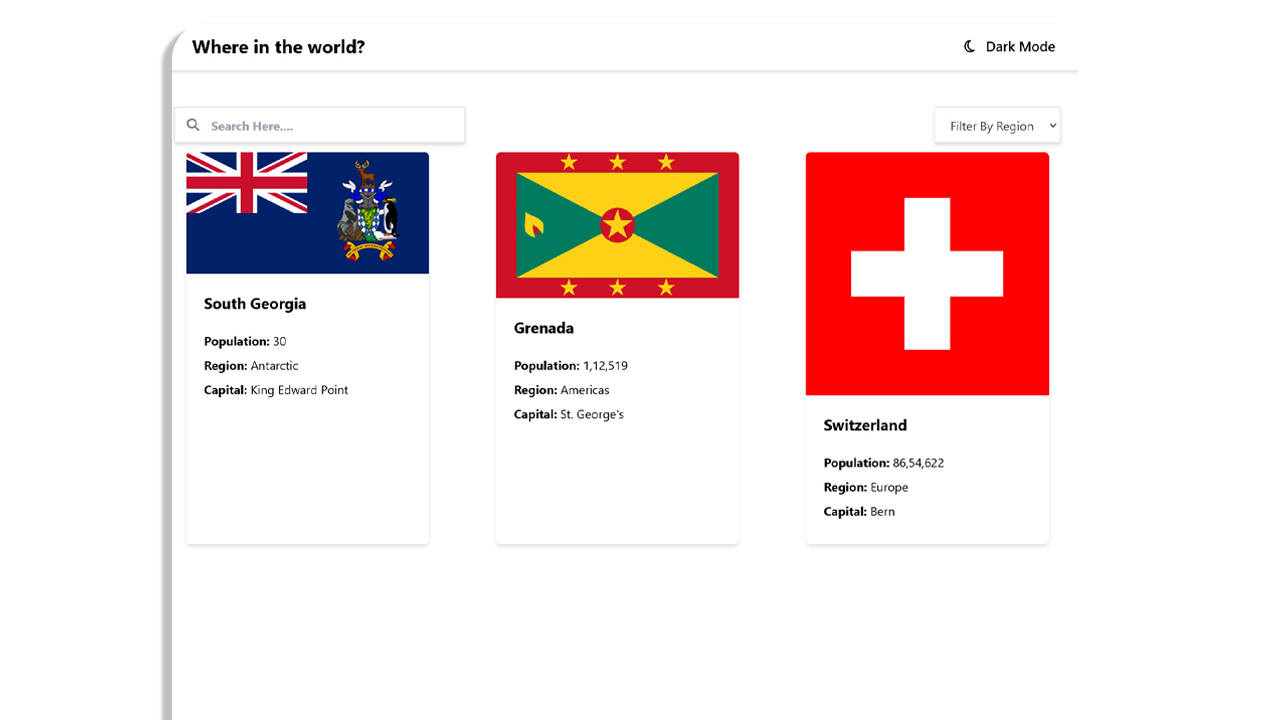 Where in the world?
Dark Mode
Search Here....
Filter By Region
South Georgia
Population: 30
Region: Antarctic
Capital: King Edward Point
Grenada
Population: 1,12,519
Region: Americas
Capital: St. George's
Switzerland
Population: 86,54,622
Region: Europe
Capital: Bern